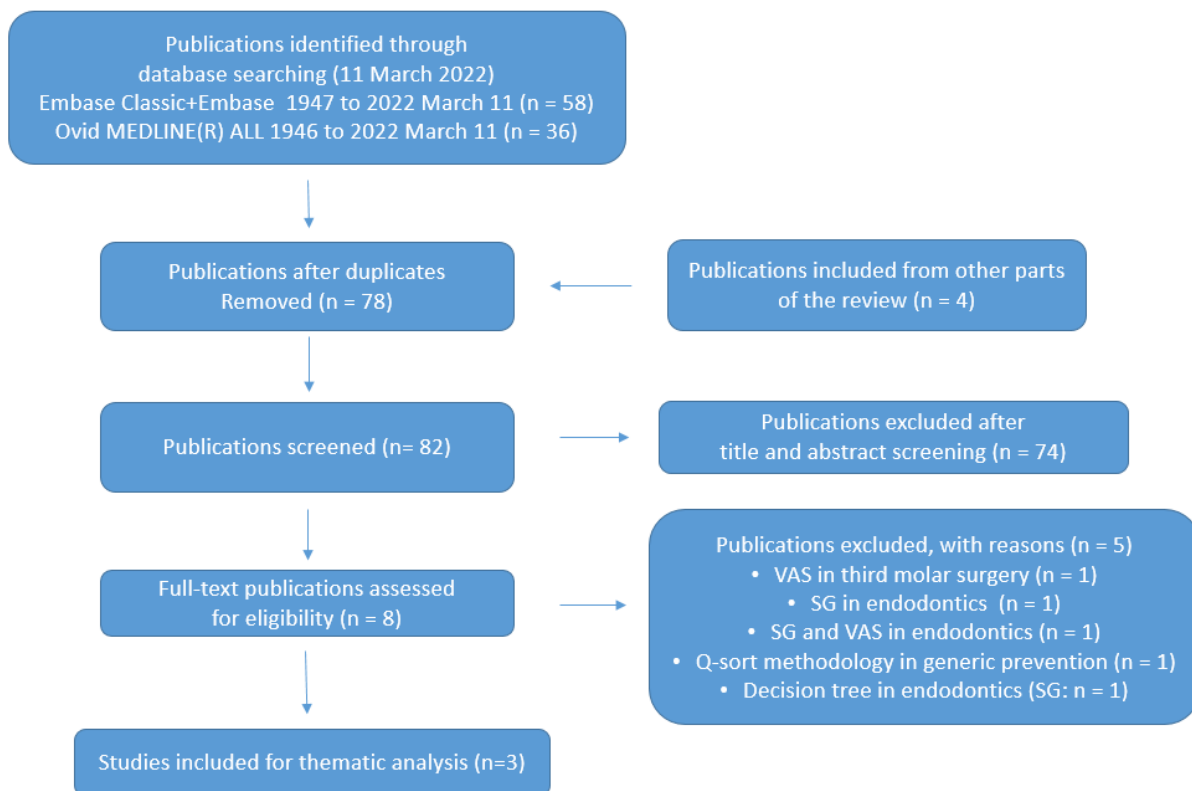 Publications identified through
database searching (11 March 2022)
Embase Classic+Embase 1947 to 2022 March 11 (n = 58)
Ovid MEDLINE(R) ALL 1946 to 2022 March 11 (n = 36)
Publications after duplicates
Removed (n = 78)
Publications included from other parts
of the review (n = 4)
Publications screened (n= 82)
Publications excluded after
title and abstract screening (n = 74)
Full-text publications assessed
for eligibility (n = 8)
Publications excluded, with reasons (n = 5)
• VAS in third molar surgery (n = 1)
• SG in endodontics (n = 1)
• SG and VAS in endodontics (n = 1)
• Q-sort methodology in generic prevention (n = 1)
• Decision tree in endodontics (SG: n = 1)
Studies included for thematic analysis (n=3)